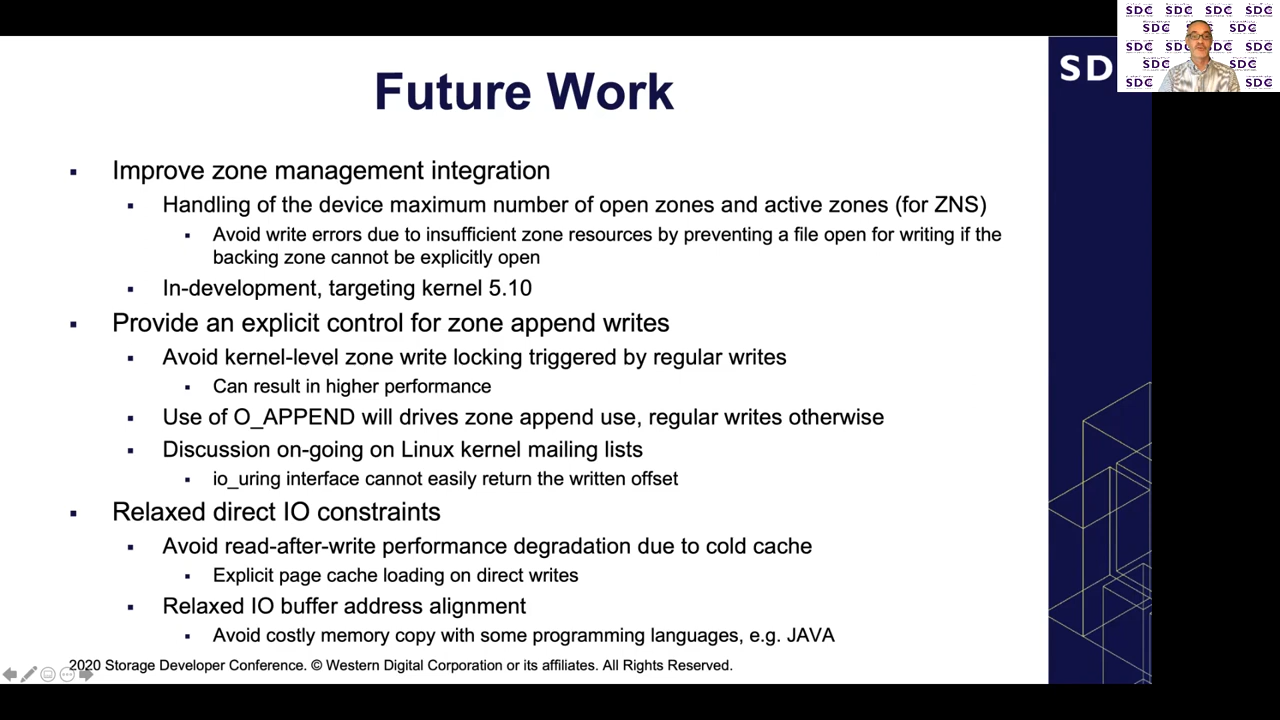 Future Work
SD
SDC SDC SDC SDC
SDC SDC SDC
SDC SDC SDC SDC
SDC SDC
SDC SDC
▪ Improve zone management integration
▪ Handling of the device maximum number of open zones and active zones (for ZNS)
▪ Avoid write errors due to insufficient zone resources by preventing a file open for writing if the
backing zone cannot be explicitly open
▪ In-development, targeting kernel 5.10
▪ Provide an explicit control for zone append writes
▪ Avoid kernel-level zone write locking triggered by regular writes
▪ Can result in higher performance
▪ Use of O_APPEND will drives zone append use, regular writes otherwise
▪ Discussion on-going on Linux kernel mailing lists
▪ io_uring interface cannot easily return the written offset
▪ Relaxed direct IO constraints
▪ Avoid read-after-write performance degradation due to cold cache
▪ Explicit page cache loading on direct writes
▪ Relaxed IO buffer address alignment
▪ Avoid costly memory copy with some programming languages, e.g. JAVA
2020 Storage Developer Conference. © Western Digital Corporation or its affiliates. All Rights Reserved.